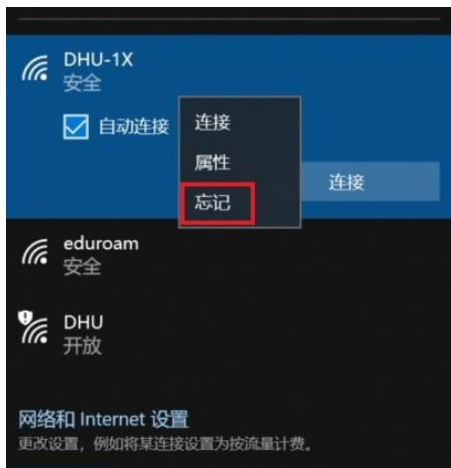 DHU-1X
安全
自动连接
连接
属性
忘记
连接
eduroam
安全
DHU
开放
网络和 Internet 设置
更改设置，例如将某连接设置为按流量计费。